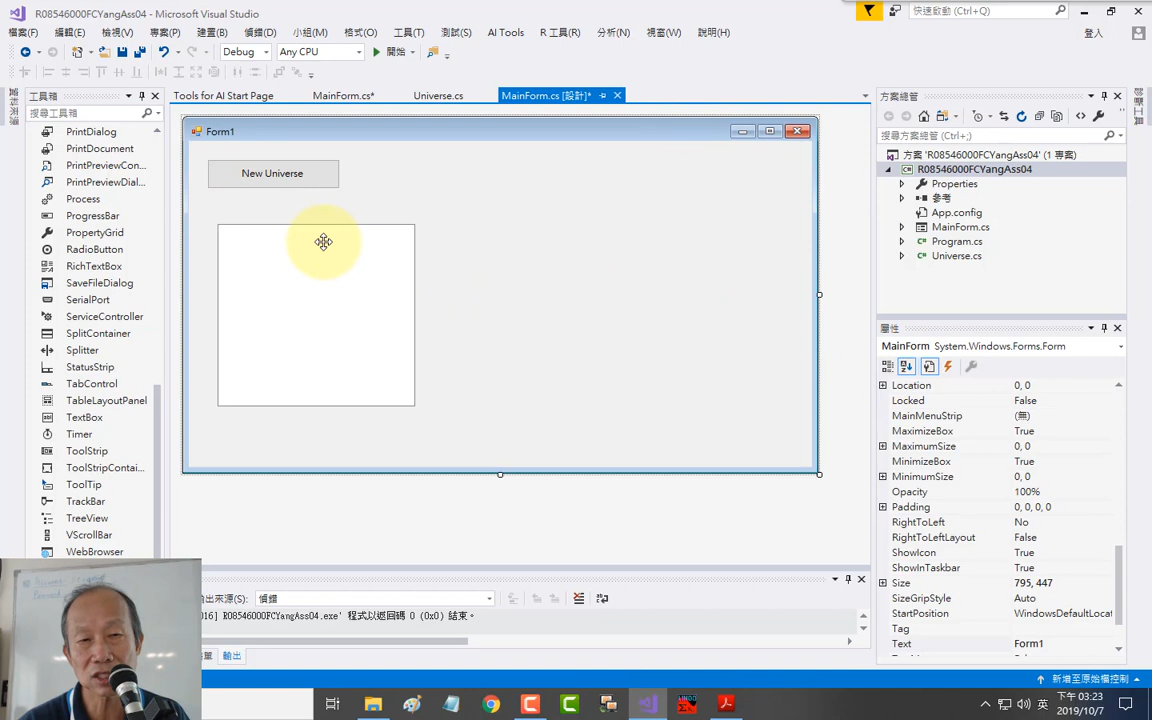 R08546000FCYangAss04 - Microsoft Visual Studio
快速啟動 (Ctrl+Q)
檔案(F) 編輯(E) 檢視(V) 專案(P) 建置(B) 偵錯(D) 小組(M) 格式(O) 工具(T) 測試(S) AI Tools R 工具(R) 分析(N) 視窗(W) 說明(H)
登入
Debug Any CPU 開始
工具箱
搜尋工具箱
PrintDialog
PrintDocument
PrintPreviewCon...
PrintPreviewDial...
Process
ProgressBar
PropertyGrid
RadioButton
RichTextBox
SaveFileDialog
SerialPort
ServiceController
SplitContainer
Splitter
StatusStrip
TabControl
TableLayoutPanel
TextBox
Timer
ToolStrip
ToolStripContai...
ToolTip
TrackBar
TreeView
VScrollBar
WebBrowser
Tools for AI Start Page MainForm.cs* Universe.cs MainForm.cs [設計]*
Form1
New Universe
輸出來源(S): 偵錯
016] R08546000FCYangAss04.exe' 程式以返回碼 0 (0x0) 結束。
輸出
方案總管
搜尋方案總管 (Ctrl+;)
方案 'R08546000FCYangAss04' (1 專案)
R08546000FCYangAss04
Properties
參考
App.config
MainForm.cs
Program.cs
Universe.cs
屬性
MainForm System.Windows.Forms.Form
Location 0, 0
Locked False
MainMenuStrip (無)
MaximizeBox True
MaximumSize 0, 0
MinimizeBox True
MinimumSize 0, 0
Opacity 100%
Padding 0, 0, 0, 0
RightToLeft No
RightToLeftLayout False
ShowIcon True
ShowInTaskbar True
Size 795, 447
SizeGripStyle Auto
StartPosition WindowsDefaultLocat
Tag
Text Form1
新增至原始檔控制
英
下午 03:23
2019/10/7